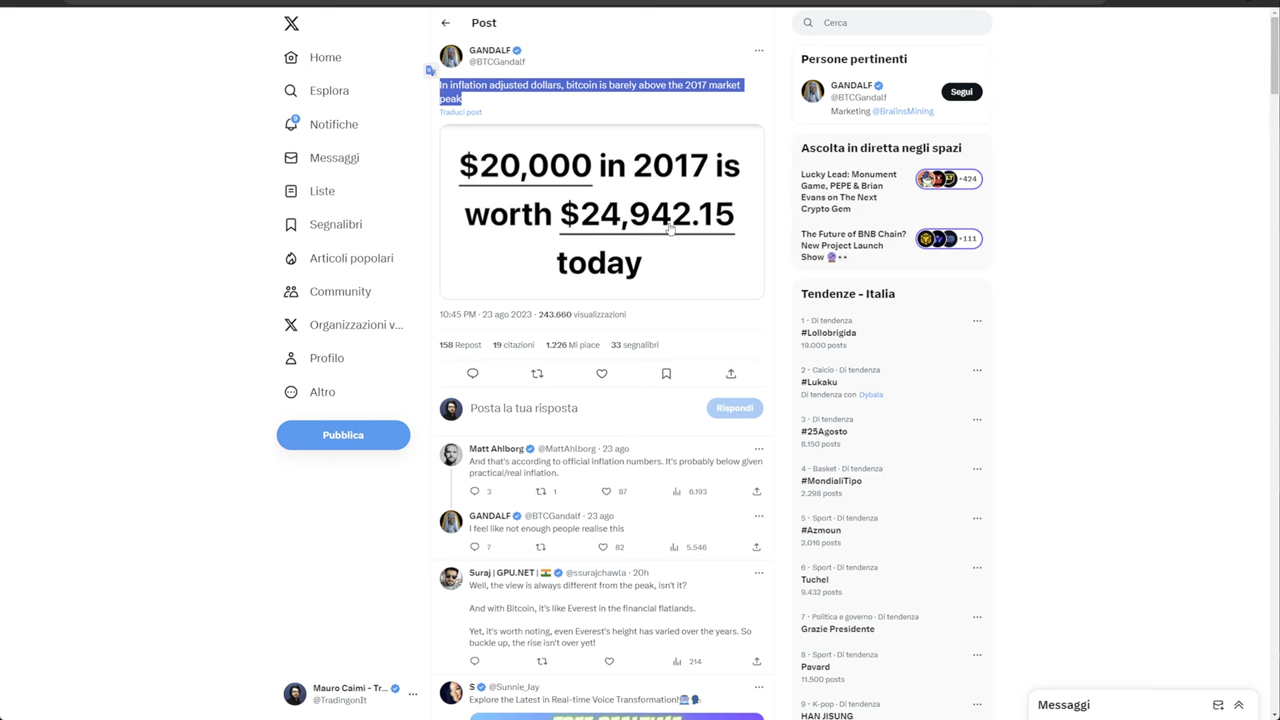 Home
Esplora
9
Notifiche
Messaggi
Liste
Segnalibri
Articoli popolari
Community
Organizzazioni v...
Profilo
Altro
Pubblica
Mauro Caimi - Tr...
@TradingonIt
Post
GANDALF
@BTCGandalf
In inflation adjusted dollars, bitcoin is barely above the 2017 market
peak
Traduci post
$20,000 in 2017 is
worth $24,942.15
today
10:45 PM · 23 ago 2023 · 243.660 visualizzazioni
158 Repost 19 citazioni 1.226 Mi piace 33 segnalibri
Posta la tua risposta
Rispondi
Matt Ahlborg @MattAhlborg · 23 ago
And that's according to official inflation numbers. It's probably below given
practical/real inflation.
3 1 87 6.193
GANDALF @BTCGandalf · 23 ago
I feel like not enough people realise this
7 82 5.546
Suraj | GPU.NET | @ssurajchawla · 20h
Well, the view is always different from the peak, isn't it?
And with Bitcoin, it's like Everest in the financial flatlands.
Yet, it's worth noting, even Everest's height has varied over the years. So
buckle up, the rise isn't over yet!
214
S @Sunnie_Jay
Explore the Latest in Real-time Voice Transformation!
Cerca
Persone pertinenti
GANDALF
@BTCGandalf
Segui
Marketing @BraiinsMining
Ascolta in diretta negli spazi
Lucky Lead: Monument
Game, PEPE & Brian
Evans on The Next
Crypto Gem
+424
The Future of BNB Chain?
New Project Launch
Show
+111
Tendenze - Italia
1 · Di tendenza
#Lollobrigida
19.000 posts
2 · Calcio · Di tendenza
#Lukaku
Di tendenza con Dybala
3 · Di tendenza
#25Agosto
8.150 posts
4 · Basket · Di tendenza
#MondialiTipo
2.298 posts
5 · Sport · Di tendenza
#Azmoun
2.016 posts
6 · Sport · Di tendenza
Tuchel
9.432 posts
7 · Politica e governo · Di tendenza
Grazie Presidente
8 · Sport · Di tendenza
Pavard
11.500 posts
9 · K-pop · Di tendenza
HAN JISUNG
Messaggi